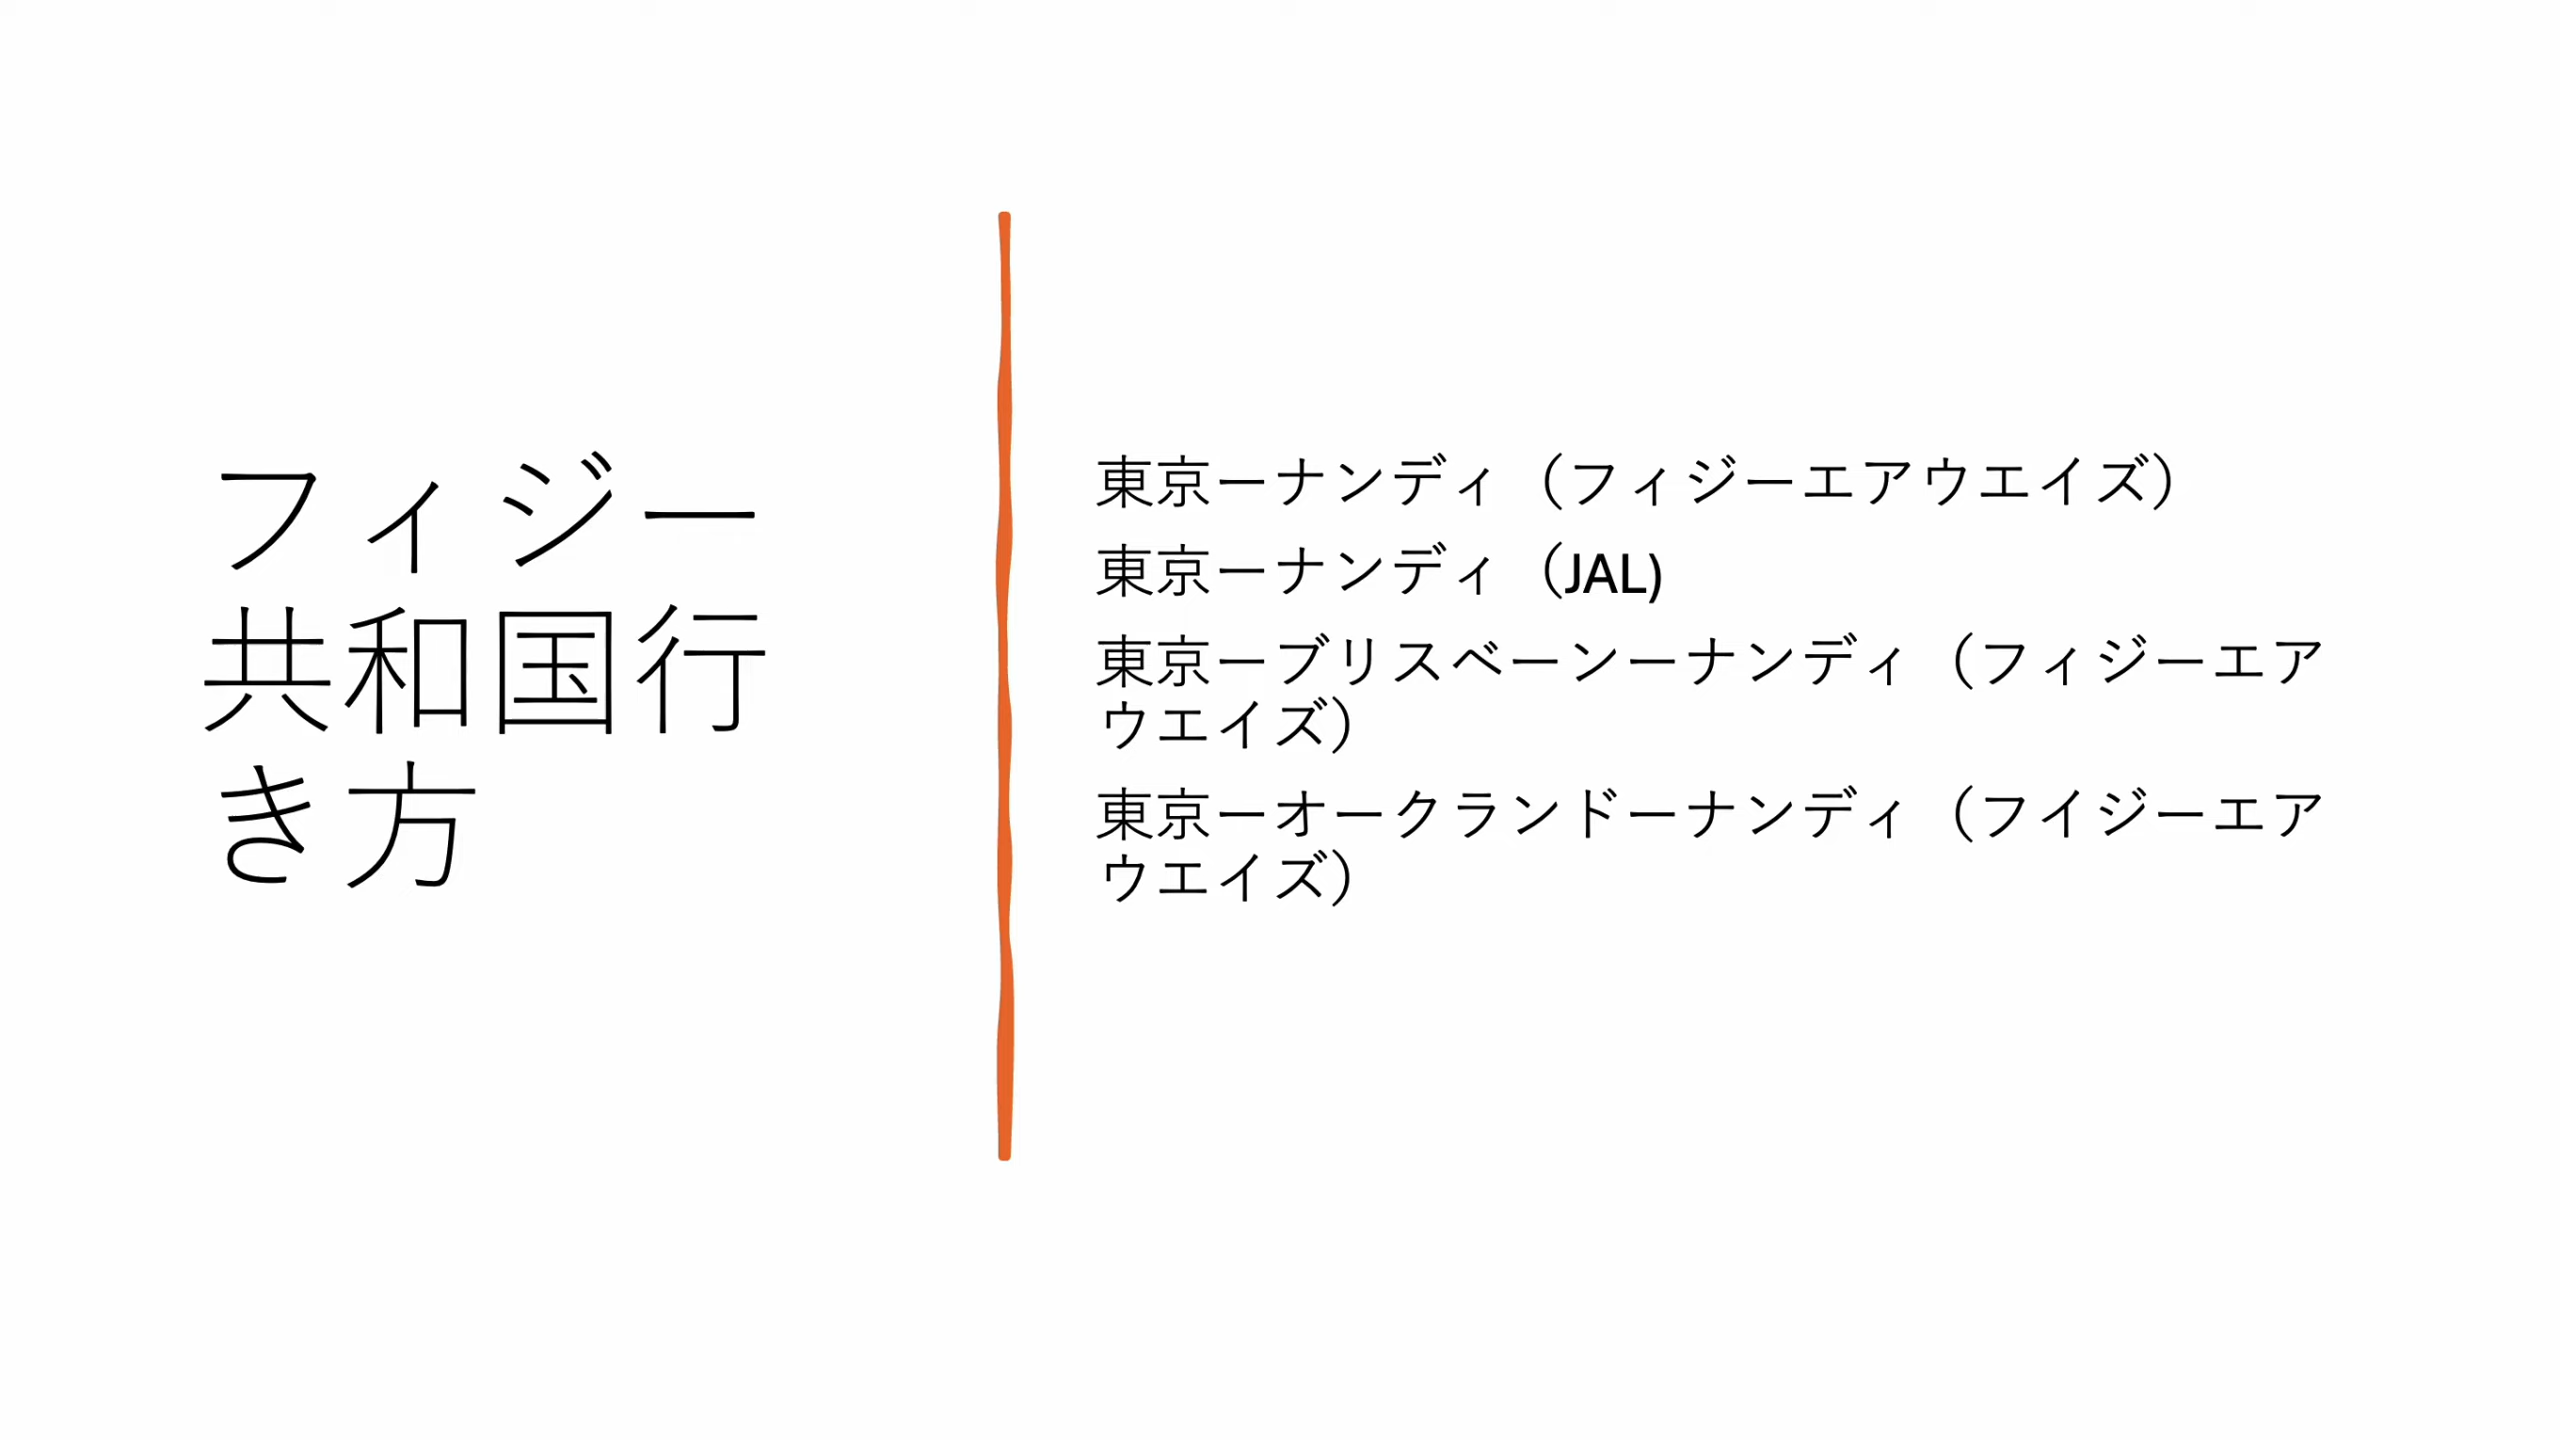 フィジー
共和国行
き方
東京ーナンディ（フィジーエアウエイズ）
東京ーナンディ（JAL)
東京ーブリスベーンーナンディ（フィジーエア
ウエイズ）
東京ーオークランドーナンディ（フイジーエア
ウエイズ）